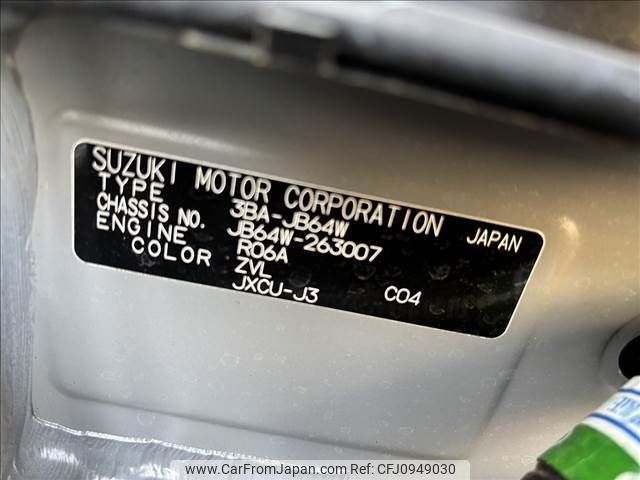 SUZUKI MOTOR CORPORATION JAPAN
TYPE 3BA-JB64W
CHASSIS NO. JB64W-263007
ENGINE R06A
COLOR ZVL
JXCU-J3 C04
www.CarFromJapan.com - CFJ0949030